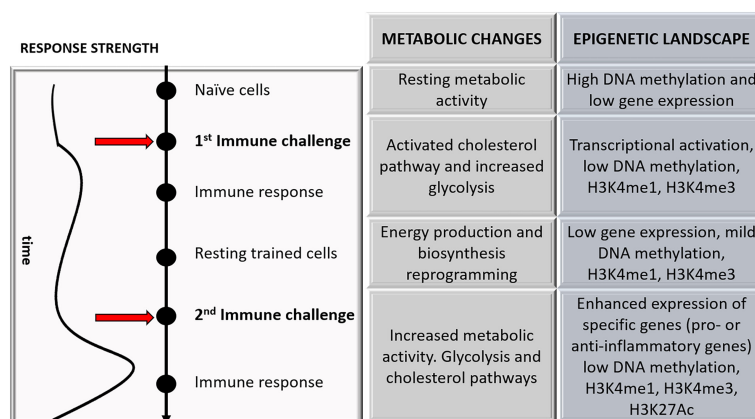 RESPONSE STRENGTH
time
Naïve cells
1st Immune challenge
Immune response
Resting trained cells
2nd Immune challenge
Immune response
METABOLIC CHANGES
EPIGENETIC LANDSCAPE
Resting metabolic
activity
High DNA methylation and
low gene expression
Activated cholesterol
pathway and increased
glycolysis
Transcriptional activation,
low DNA methylation,
H3K4me1, H3K4me3
Energy production and
biosynthesis
reprogramming
Low gene expression, mild
DNA methylation,
H3K4me1, H3K4me3
Increased metabolic
activity. Glycolysis and
cholesterol pathways
Enhanced expression of
specific genes (pro- or
anti-inflammatory genes)
low DNA methylation,
H3K4me1, H3K4me3,
H3K27Ac